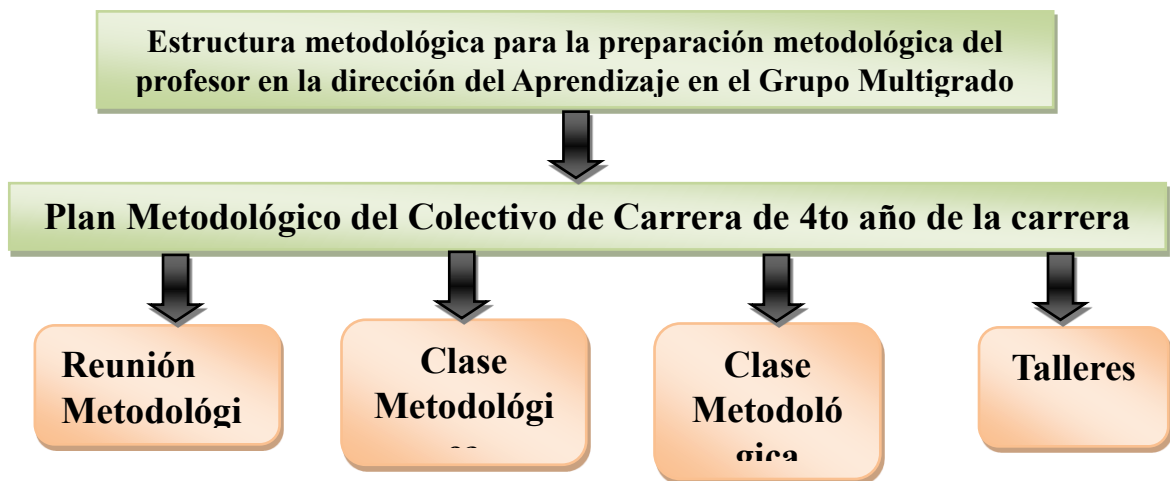 Estructura metodológica para la preparación metodológica del
profesor en la dirección del Aprendizaje en el Grupo Multigrado
Plan Metodológico del Colectivo de Carrera de 4to año de la carrera
Reunión
Metodológi
Clase
Metodológi
Clase
Metodoló
gica
Talleres